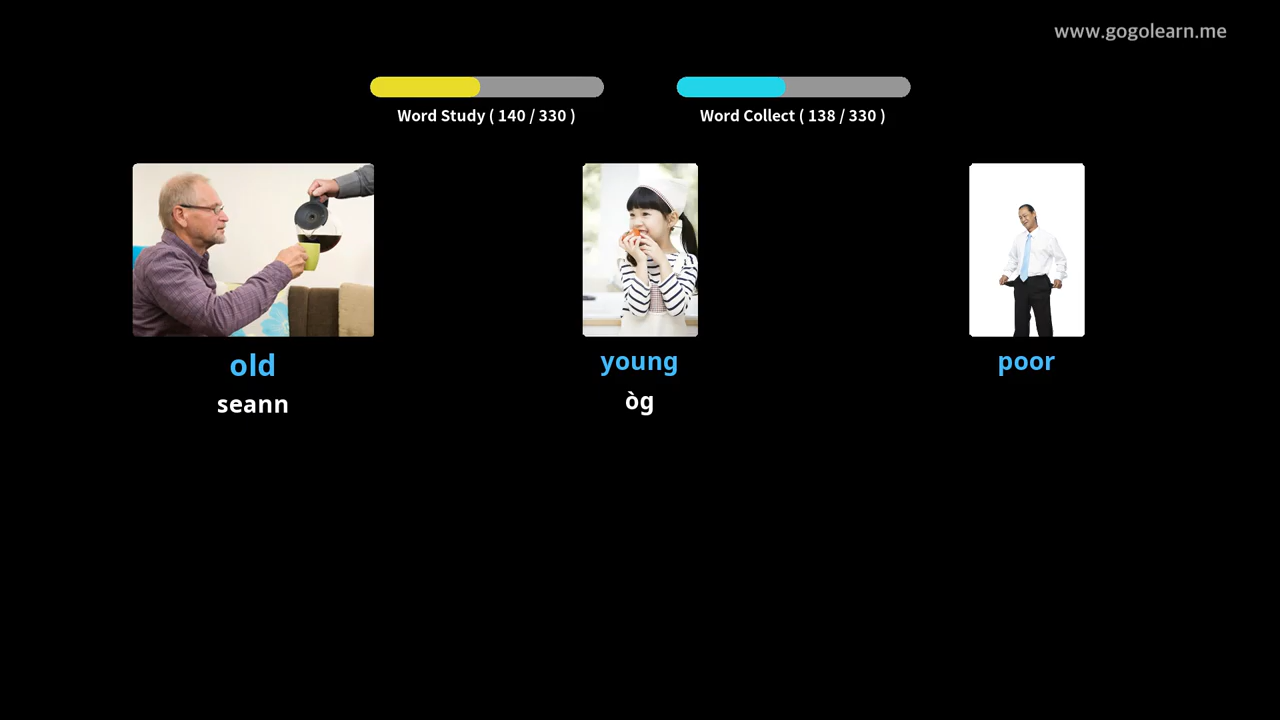 www.gogolearn.me
Word Study ( 140 / 330 )
Word Collect ( 138 / 330 )
old
young
poor
seann
òg